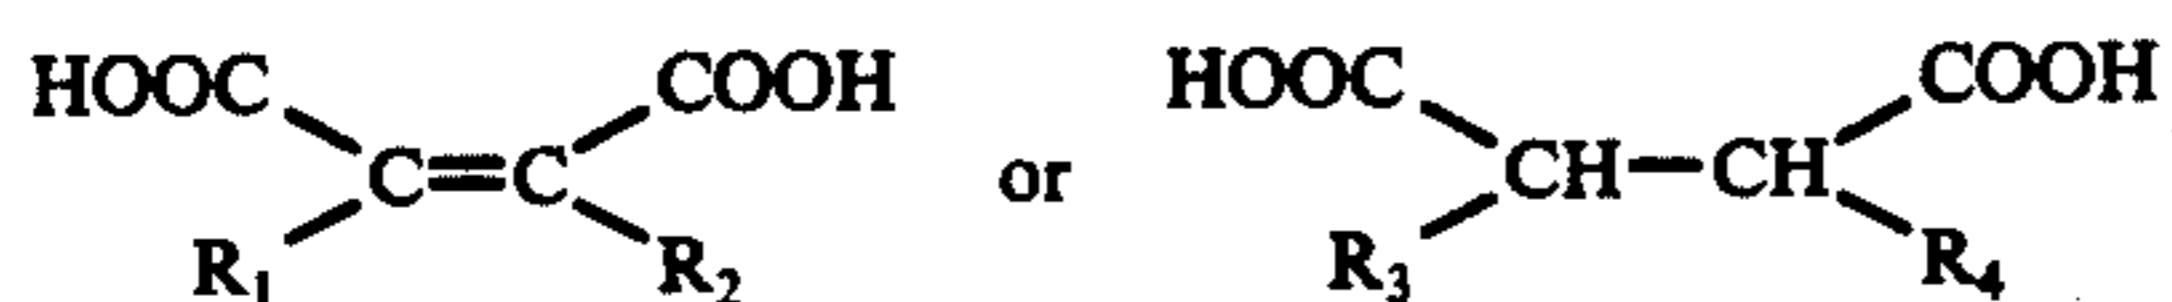 HOOC COOH HOOC COOH
C=C or CH—CH
R₁ R₂ R₃ R₄